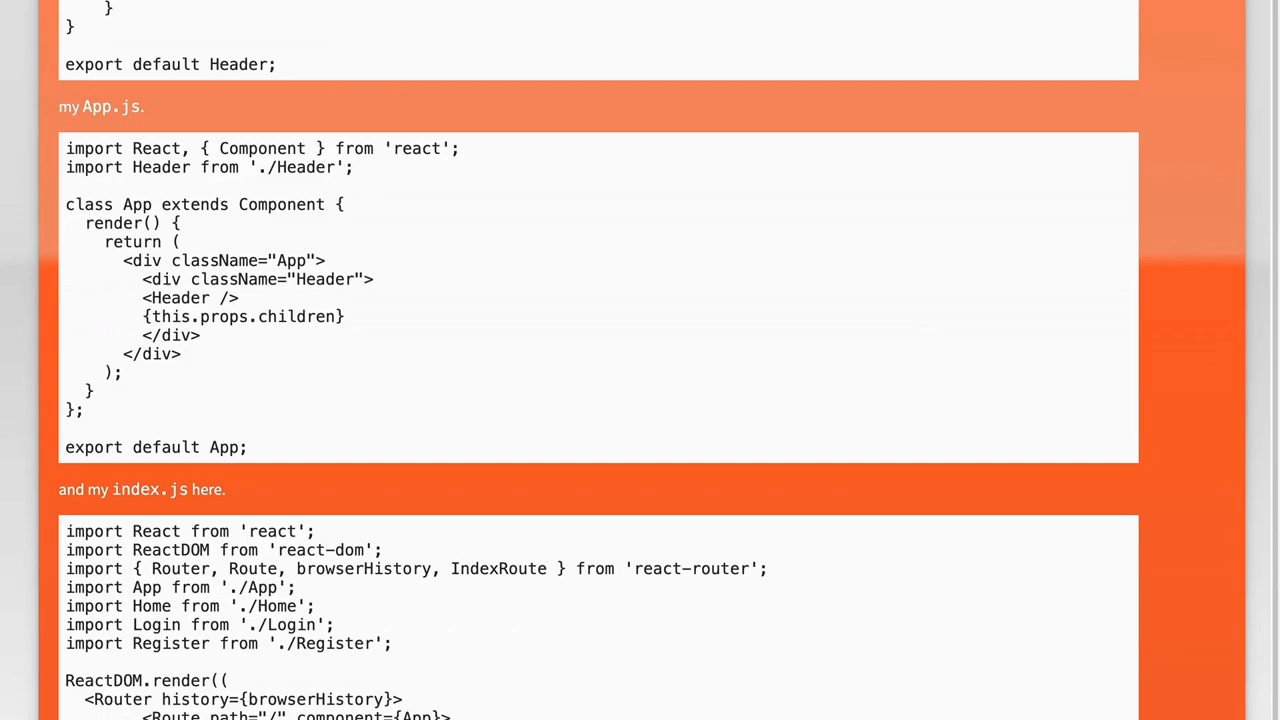 }
}

export default Header;
my App.js.
import React, { Component } from 'react';
import Header from './Header';

class App extends Component {
  render() {
    return (
      <div className="App">
        <div className="Header">
        <Header />
        {this.props.children}
        </div>
      </div>
    );
  }
};

export default App;
and my index.js here.
import React from 'react';
import ReactDOM from 'react-dom';
import { Router, Route, browserHistory, IndexRoute } from 'react-router';
import App from './App';
import Home from './Home';
import Login from './Login';
import Register from './Register';

ReactDOM.render((
  <Router history={browserHistory}>
        <Route path="/" component={App}>